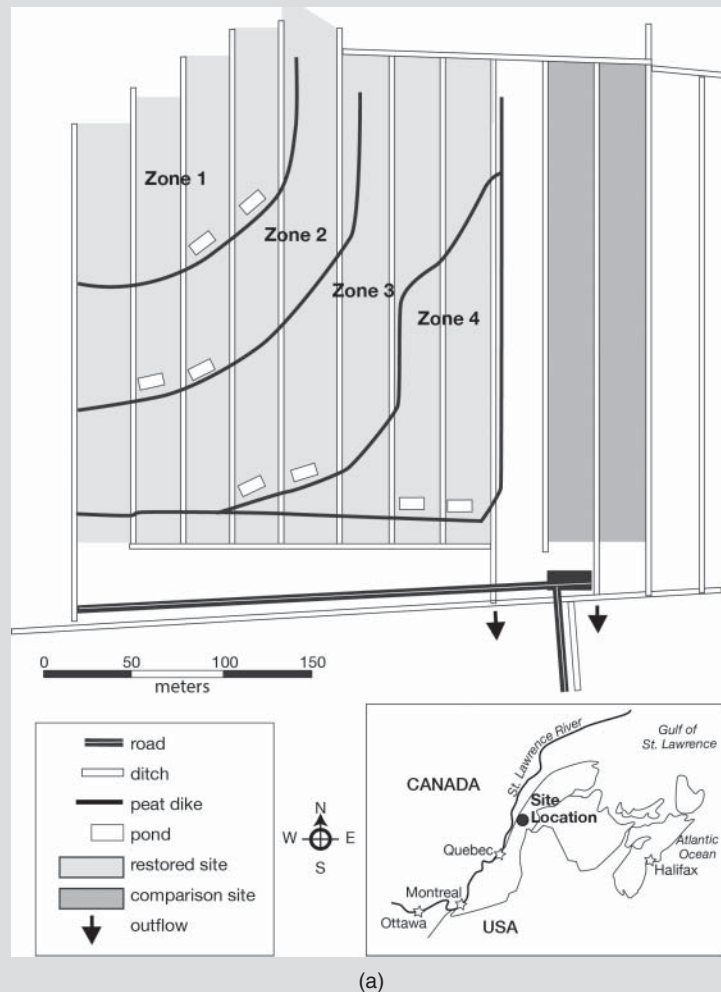 Zone 1
Zone 2
Zone 3
Zone 4
0 50 100 150
meters
road
ditch
peat dike
pond
restored site
comparison site
outflow
N
W E
S
St. Lawrence River
Gulf of
St. Lawrence
CANADA
Site
Location
Quebec
Atlantic
Ocean
Halifax
Montreal
Ottawa
USA
(a)